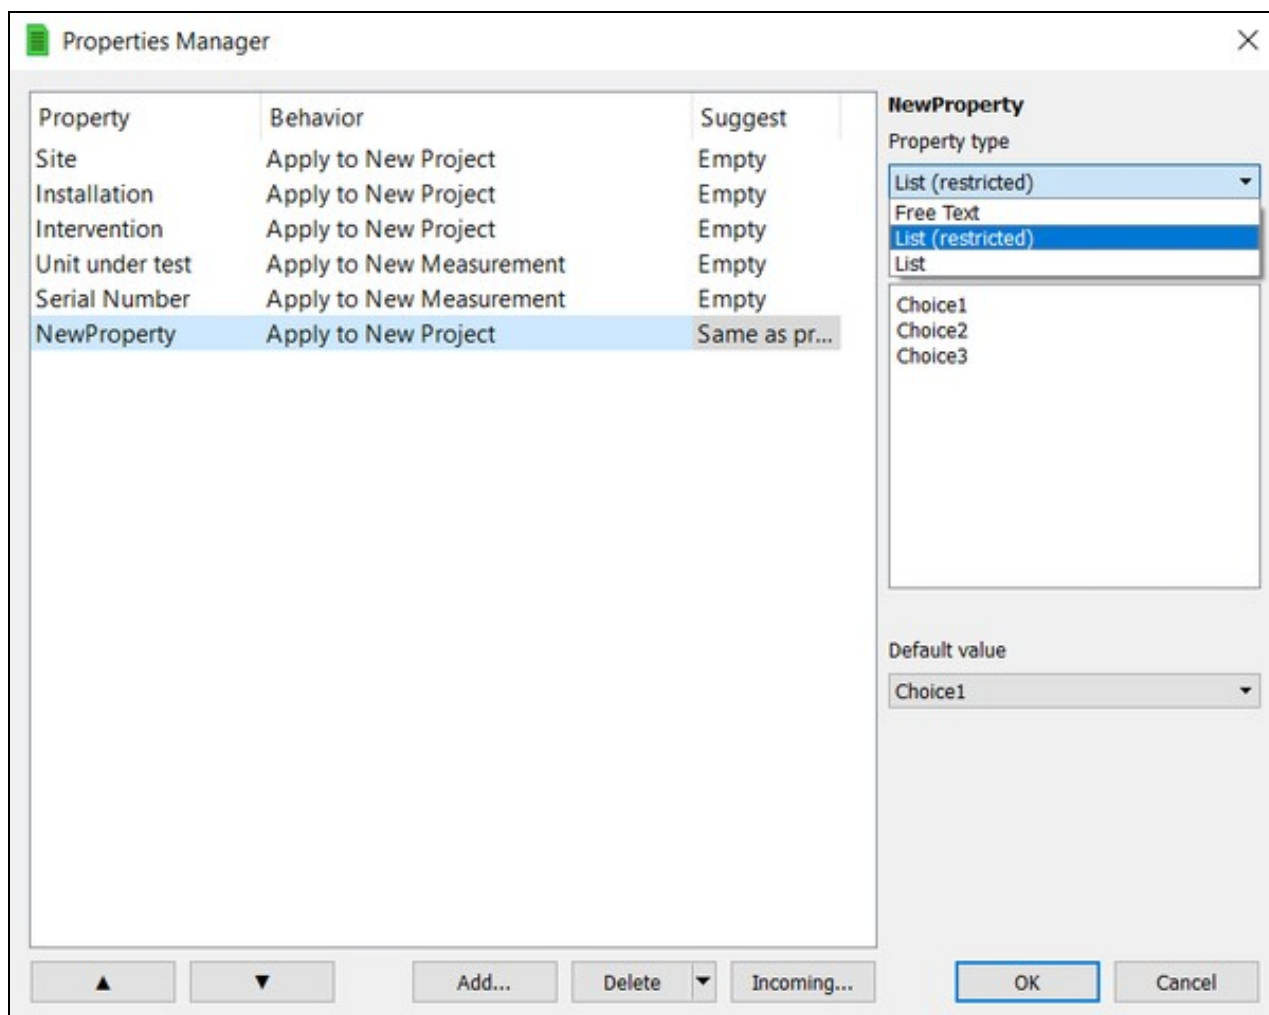 Properties Manager
Property Behavior Suggest
Site Apply to New Project Empty
Installation Apply to New Project Empty
Intervention Apply to New Project Empty
Unit under test Apply to New Measurement Empty
Serial Number Apply to New Measurement Empty
NewProperty Apply to New Project Same as pr...
NewProperty
Property type
List (restricted)
Free Text
List (restricted)
List
Choice1
Choice2
Choice3
Default value
Choice1
Add... Delete Incoming... OK Cancel